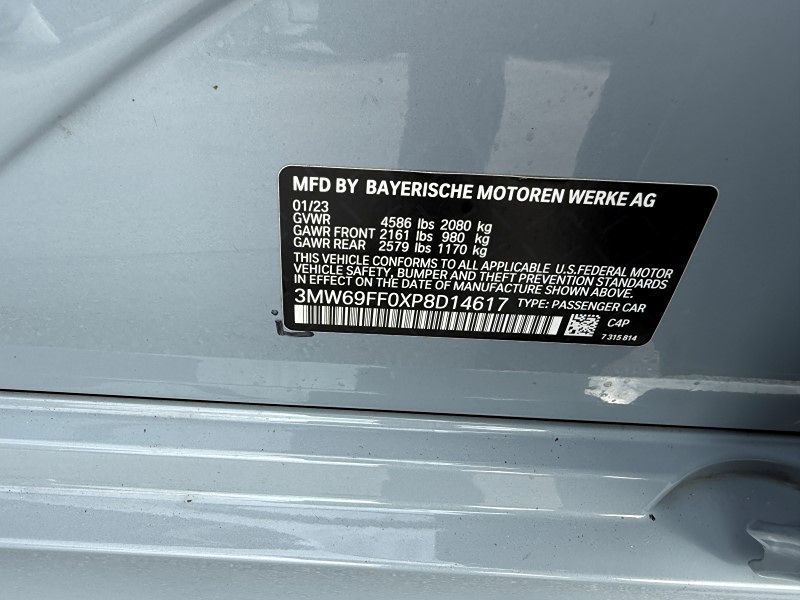 MFD BY BAYERISCHE MOTOREN WERKE AG
01/23
GVWR 4586 lbs 2080 kg
GAWR FRONT 2161 lbs 980 kg
GAWR REAR 2579 lbs 1170 kg
THIS VEHICLE CONFORMS TO ALL APPLICABLE U.S.FEDERAL MOTOR
VEHICLE SAFETY, BUMPER AND THEFT PREVENTION STANDARDS
IN EFFECT ON THE DATE OF MANUFACTURE SHOWN ABOVE.
3MW69FF0XP8D14617 TYPE: PASSENGER CAR
C4P
7 315 814